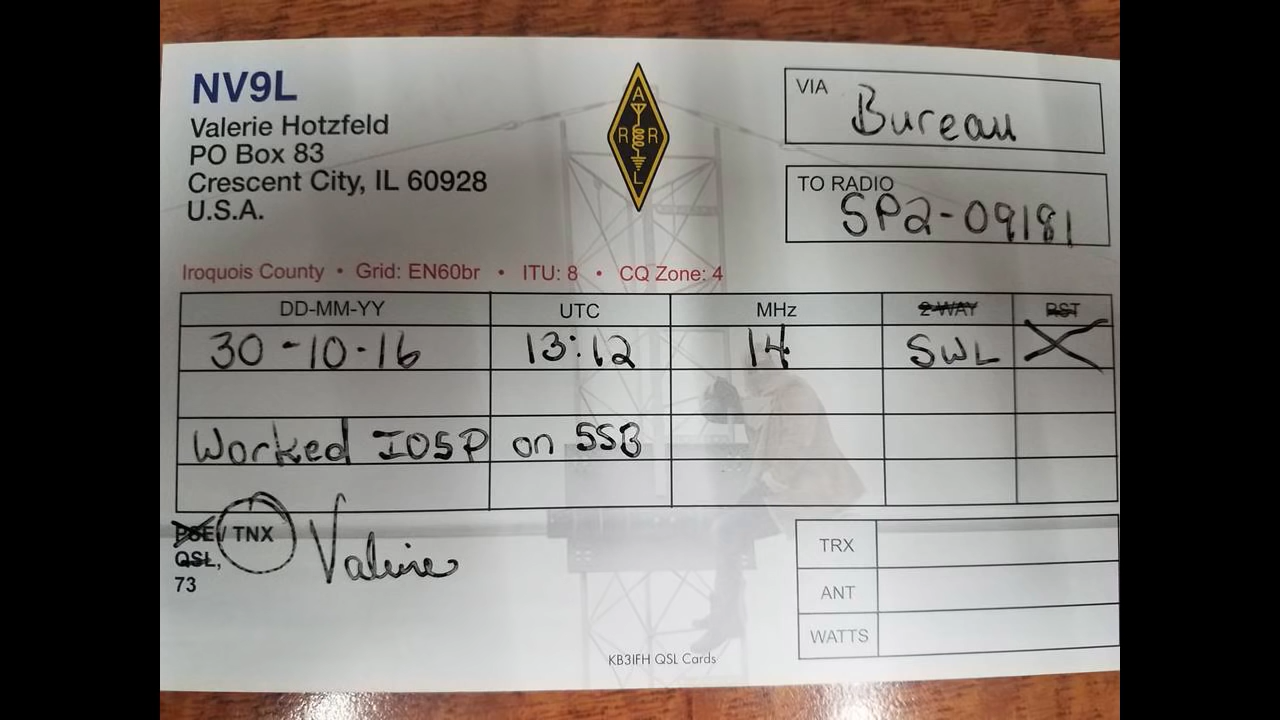 NV9L
Valerie Hotzfeld
PO Box 83
Crescent City, IL 60928
U.S.A.
A
R R
L
VIA
Bureau
TO RADIO
SP2-09181
Iroquois County • Grid: EN60br • ITU: 8 • CQ Zone: 4
DD-MM-YY UTC MHz 2-WAY RST
30-10-16 13:12 14 SWL
Worked IO5P on SSB
PSE / TNX
QSL,
73
Valerie
TRX
ANT
WATTS
KB3IFH QSL Cards